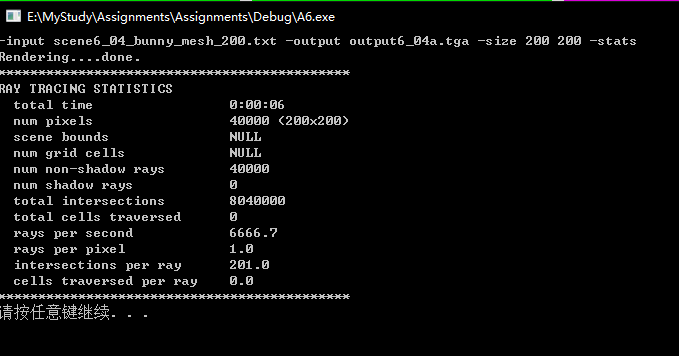 E:\MyStudy\Assignments\Assignments\Debug\A6.exe
-input scene6_04_bunny_mesh_200.txt -output output6_04a.tga -size 200 200 -stats
Rendering....done.
**************************************************
RAY TRACING STATISTICS
total time 0:00:06
num pixels 40000 (200x200)
scene bounds NULL
num grid cells NULL
num non-shadow rays 40000
num shadow rays 0
total intersections 8040000
total cells traversed 0
rays per second 6666.7
rays per pixel 1.0
intersections per ray 201.0
cells traversed per ray 0.0
**************************************************
请按任意键继续. . .